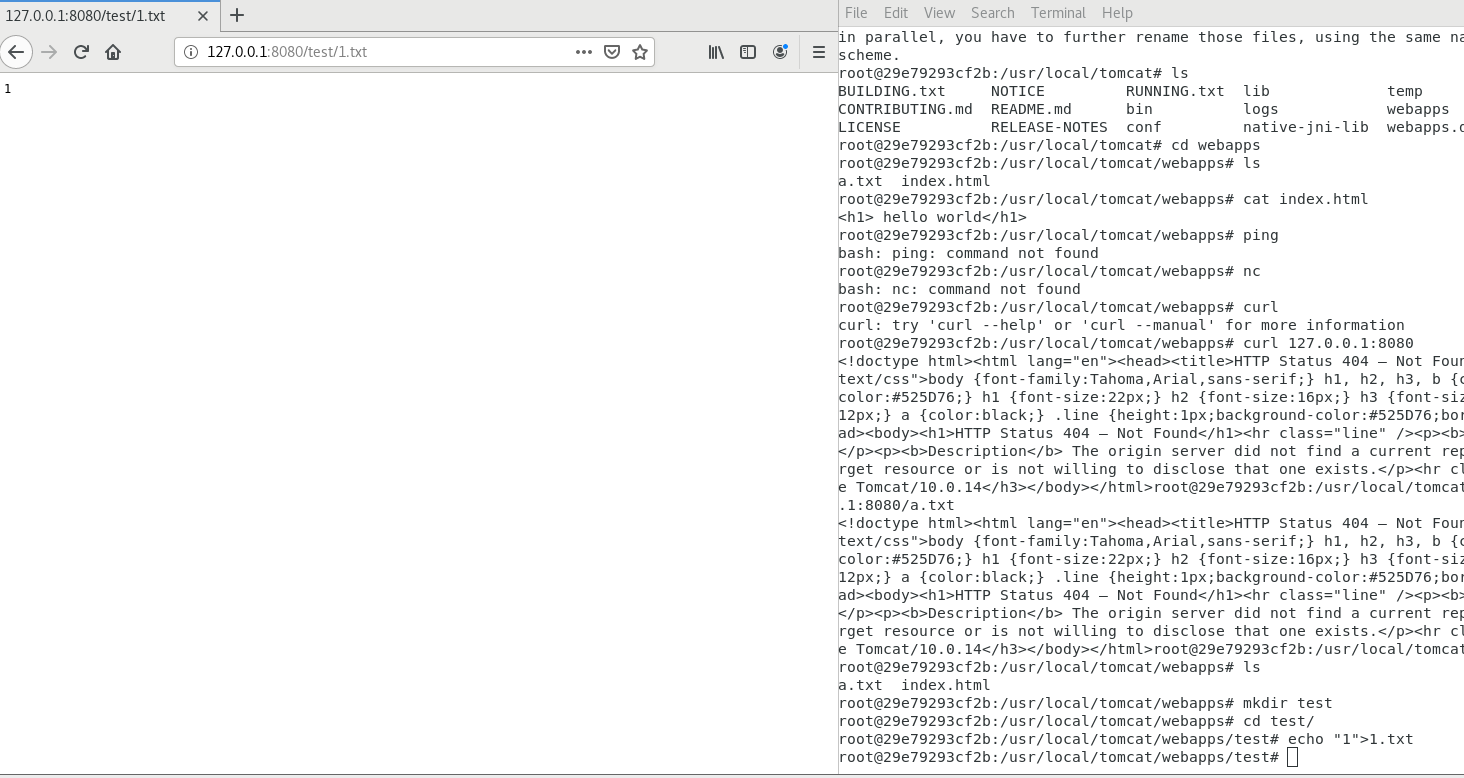 127.0.0.1:8080/test/1.txt
127.0.0.1:8080/test/1.txt
1
File Edit View Search Terminal Help
in parallel, you have to further rename those files, using the same na
scheme.
root@29e79293cf2b:/usr/local/tomcat# ls
BUILDING.txt     NOTICE         RUNNING.txt  lib             temp
CONTRIBUTING.md  README.md      bin          logs            webapps
LICENSE          RELEASE-NOTES  conf         native-jni-lib  webapps.d
root@29e79293cf2b:/usr/local/tomcat# cd webapps
root@29e79293cf2b:/usr/local/tomcat/webapps# ls
a.txt  index.html
root@29e79293cf2b:/usr/local/tomcat/webapps# cat index.html
<h1> hello world</h1>
root@29e79293cf2b:/usr/local/tomcat/webapps# ping
bash: ping: command not found
root@29e79293cf2b:/usr/local/tomcat/webapps# nc
bash: nc: command not found
root@29e79293cf2b:/usr/local/tomcat/webapps# curl
curl: try 'curl --help' or 'curl --manual' for more information
root@29e79293cf2b:/usr/local/tomcat/webapps# curl 127.0.0.1:8080
<!doctype html><html lang="en"><head><title>HTTP Status 404 – Not Foun
text/css">body {font-family:Tahoma,Arial,sans-serif;} h1, h2, h3, b {c
color:#525D76;} h1 {font-size:22px;} h2 {font-size:16px;} h3 {font-siz
12px;} a {color:black;} .line {height:1px;background-color:#525D76;bor
ad><body><h1>HTTP Status 404 – Not Found</h1><hr class="line" /><p><b>
</p><p><b>Description</b> The origin server did not find a current rep
rget resource or is not willing to disclose that one exists.</p><hr cl
e Tomcat/10.0.14</h3></body></html>root@29e79293cf2b:/usr/local/tomcat
.1:8080/a.txt
<!doctype html><html lang="en"><head><title>HTTP Status 404 – Not Foun
text/css">body {font-family:Tahoma,Arial,sans-serif;} h1, h2, h3, b {c
color:#525D76;} h1 {font-size:22px;} h2 {font-size:16px;} h3 {font-siz
12px;} a {color:black;} .line {height:1px;background-color:#525D76;bor
ad><body><h1>HTTP Status 404 – Not Found</h1><hr class="line" /><p><b>
</p><p><b>Description</b> The origin server did not find a current rep
rget resource or is not willing to disclose that one exists.</p><hr cl
e Tomcat/10.0.14</h3></body></html>root@29e79293cf2b:/usr/local/tomcat
root@29e79293cf2b:/usr/local/tomcat/webapps# ls
a.txt  index.html
root@29e79293cf2b:/usr/local/tomcat/webapps# mkdir test
root@29e79293cf2b:/usr/local/tomcat/webapps# cd test/
root@29e79293cf2b:/usr/local/tomcat/webapps/test# echo "1">1.txt
root@29e79293cf2b:/usr/local/tomcat/webapps/test#